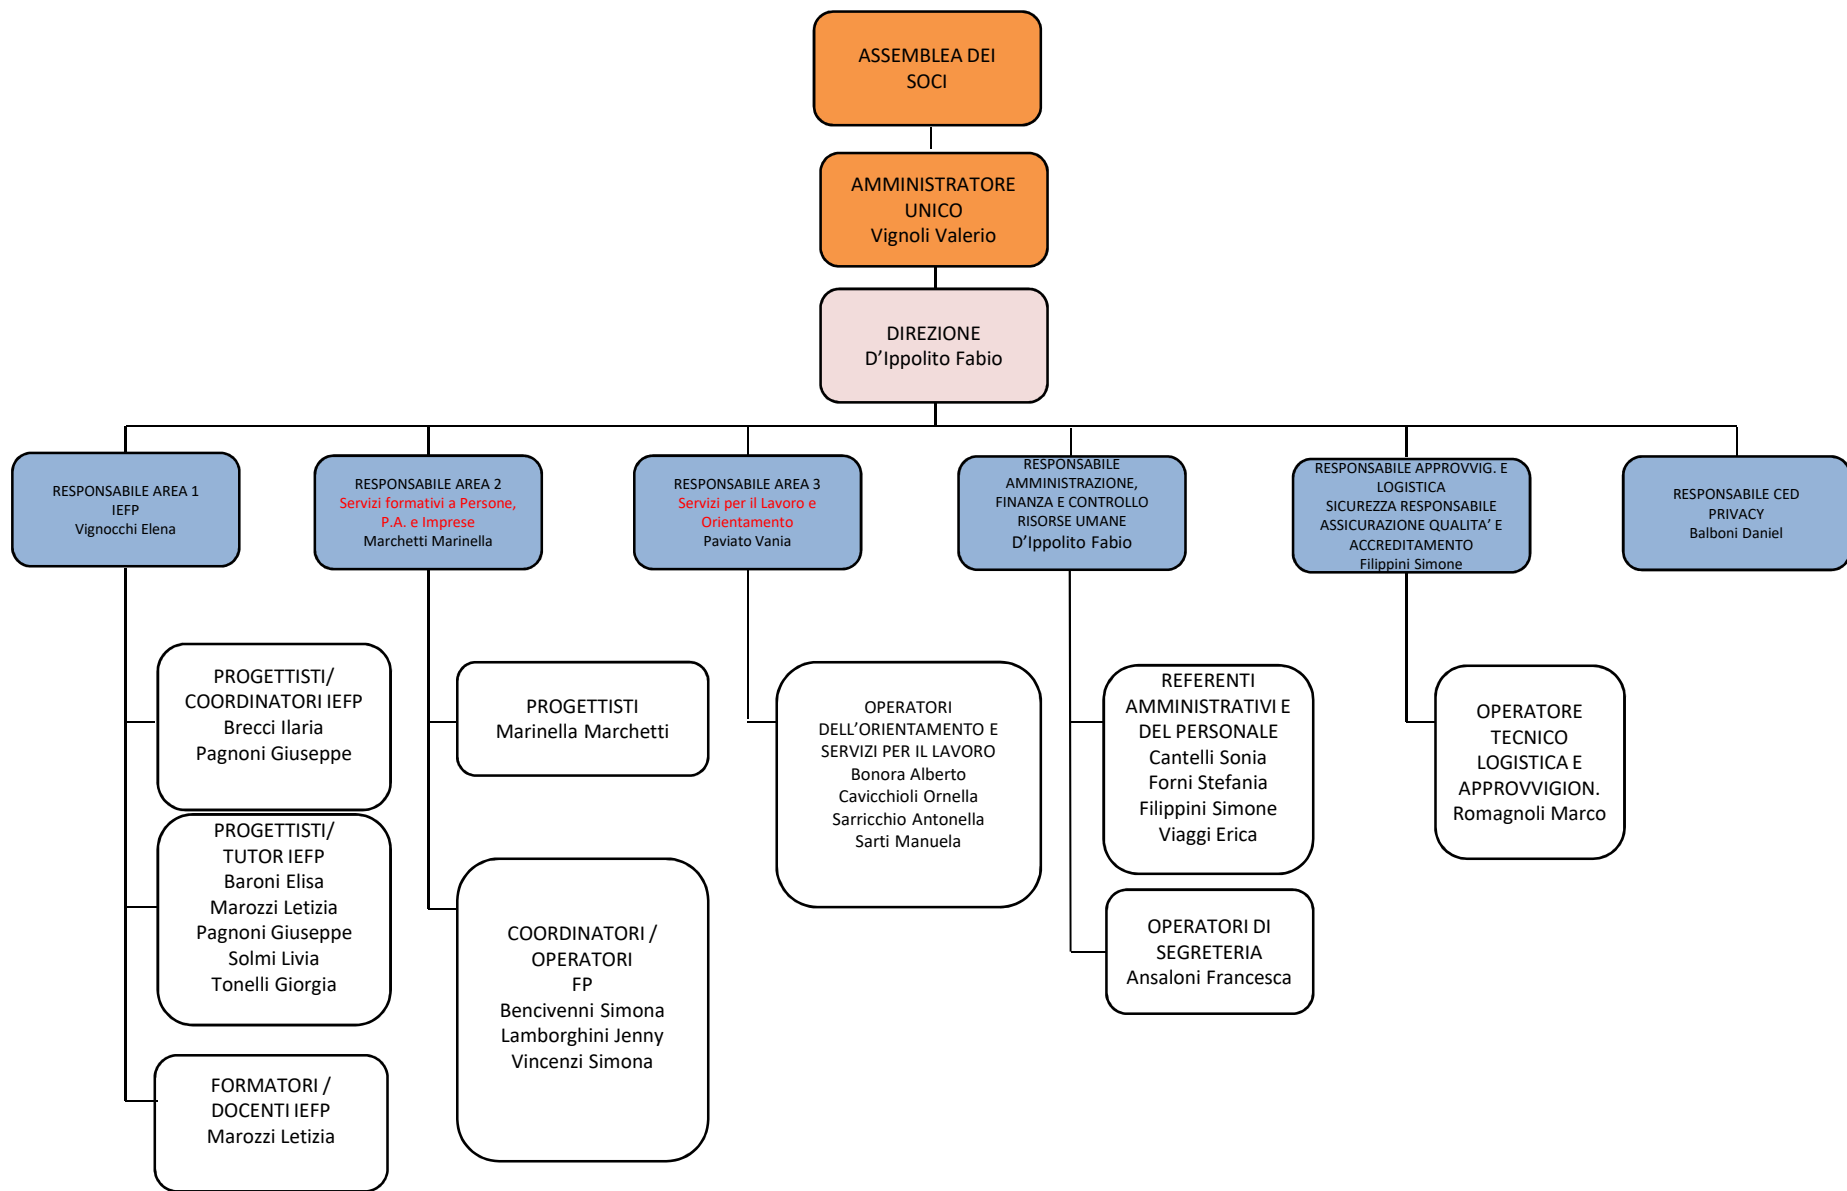 ASSEMBLEA DEI
SOCI
AMMINISTRATORE
UNICO
Vignoli Valerio
DIREZIONE
D’Ippolito Fabio
RESPONSABILE AREA 1
IEFP
Vignocchi Elena
RESPONSABILE AREA 2
Servizi formativi a Persone,
P.A. e Imprese
Marchetti Marinella
RESPONSABILE AREA 3
Servizi per il Lavoro e
Orientamento
Paviato Vania
RESPONSABILE
AMMINISTRAZIONE,
FINANZA E CONTROLLO
RISORSE UMANE
D’Ippolito Fabio
RESPONSABILE APPROVVIG. E
LOGISTICA
SICUREZZA RESPONSABILE
ASSICURAZIONE QUALITA’ E
ACCREDITAMENTO
Filippini Simone
RESPONSABILE CED
PRIVACY
Balboni Daniel
PROGETTISTI/
COORDINATORI IEFP
Brecci Ilaria
Pagnoni Giuseppe
PROGETTISTI/
TUTOR IEFP
Baroni Elisa
Marozzi Letizia
Pagnoni Giuseppe
Solmi Livia
Tonelli Giorgia
FORMATORI /
DOCENTI IEFP
Marozzi Letizia
PROGETTISTI
Marinella Marchetti
COORDINATORI /
OPERATORI
FP
Bencivenni Simona
Lamborghini Jenny
Vincenzi Simona
OPERATORI
DELL’ORIENTAMENTO E
SERVIZI PER IL LAVORO
Bonora Alberto
Cavicchioli Ornella
Sarricchio Antonella
Sarti Manuela
REFERENTI
AMMINISTRATIVI E
DEL PERSONALE
Cantelli Sonia
Forni Stefania
Filippini Simone
Viaggi Erica
OPERATORI DI
SEGRETERIA
Ansaloni Francesca
OPERATORE
TECNICO
LOGISTICA E
APPROVVIGION.
Romagnoli Marco